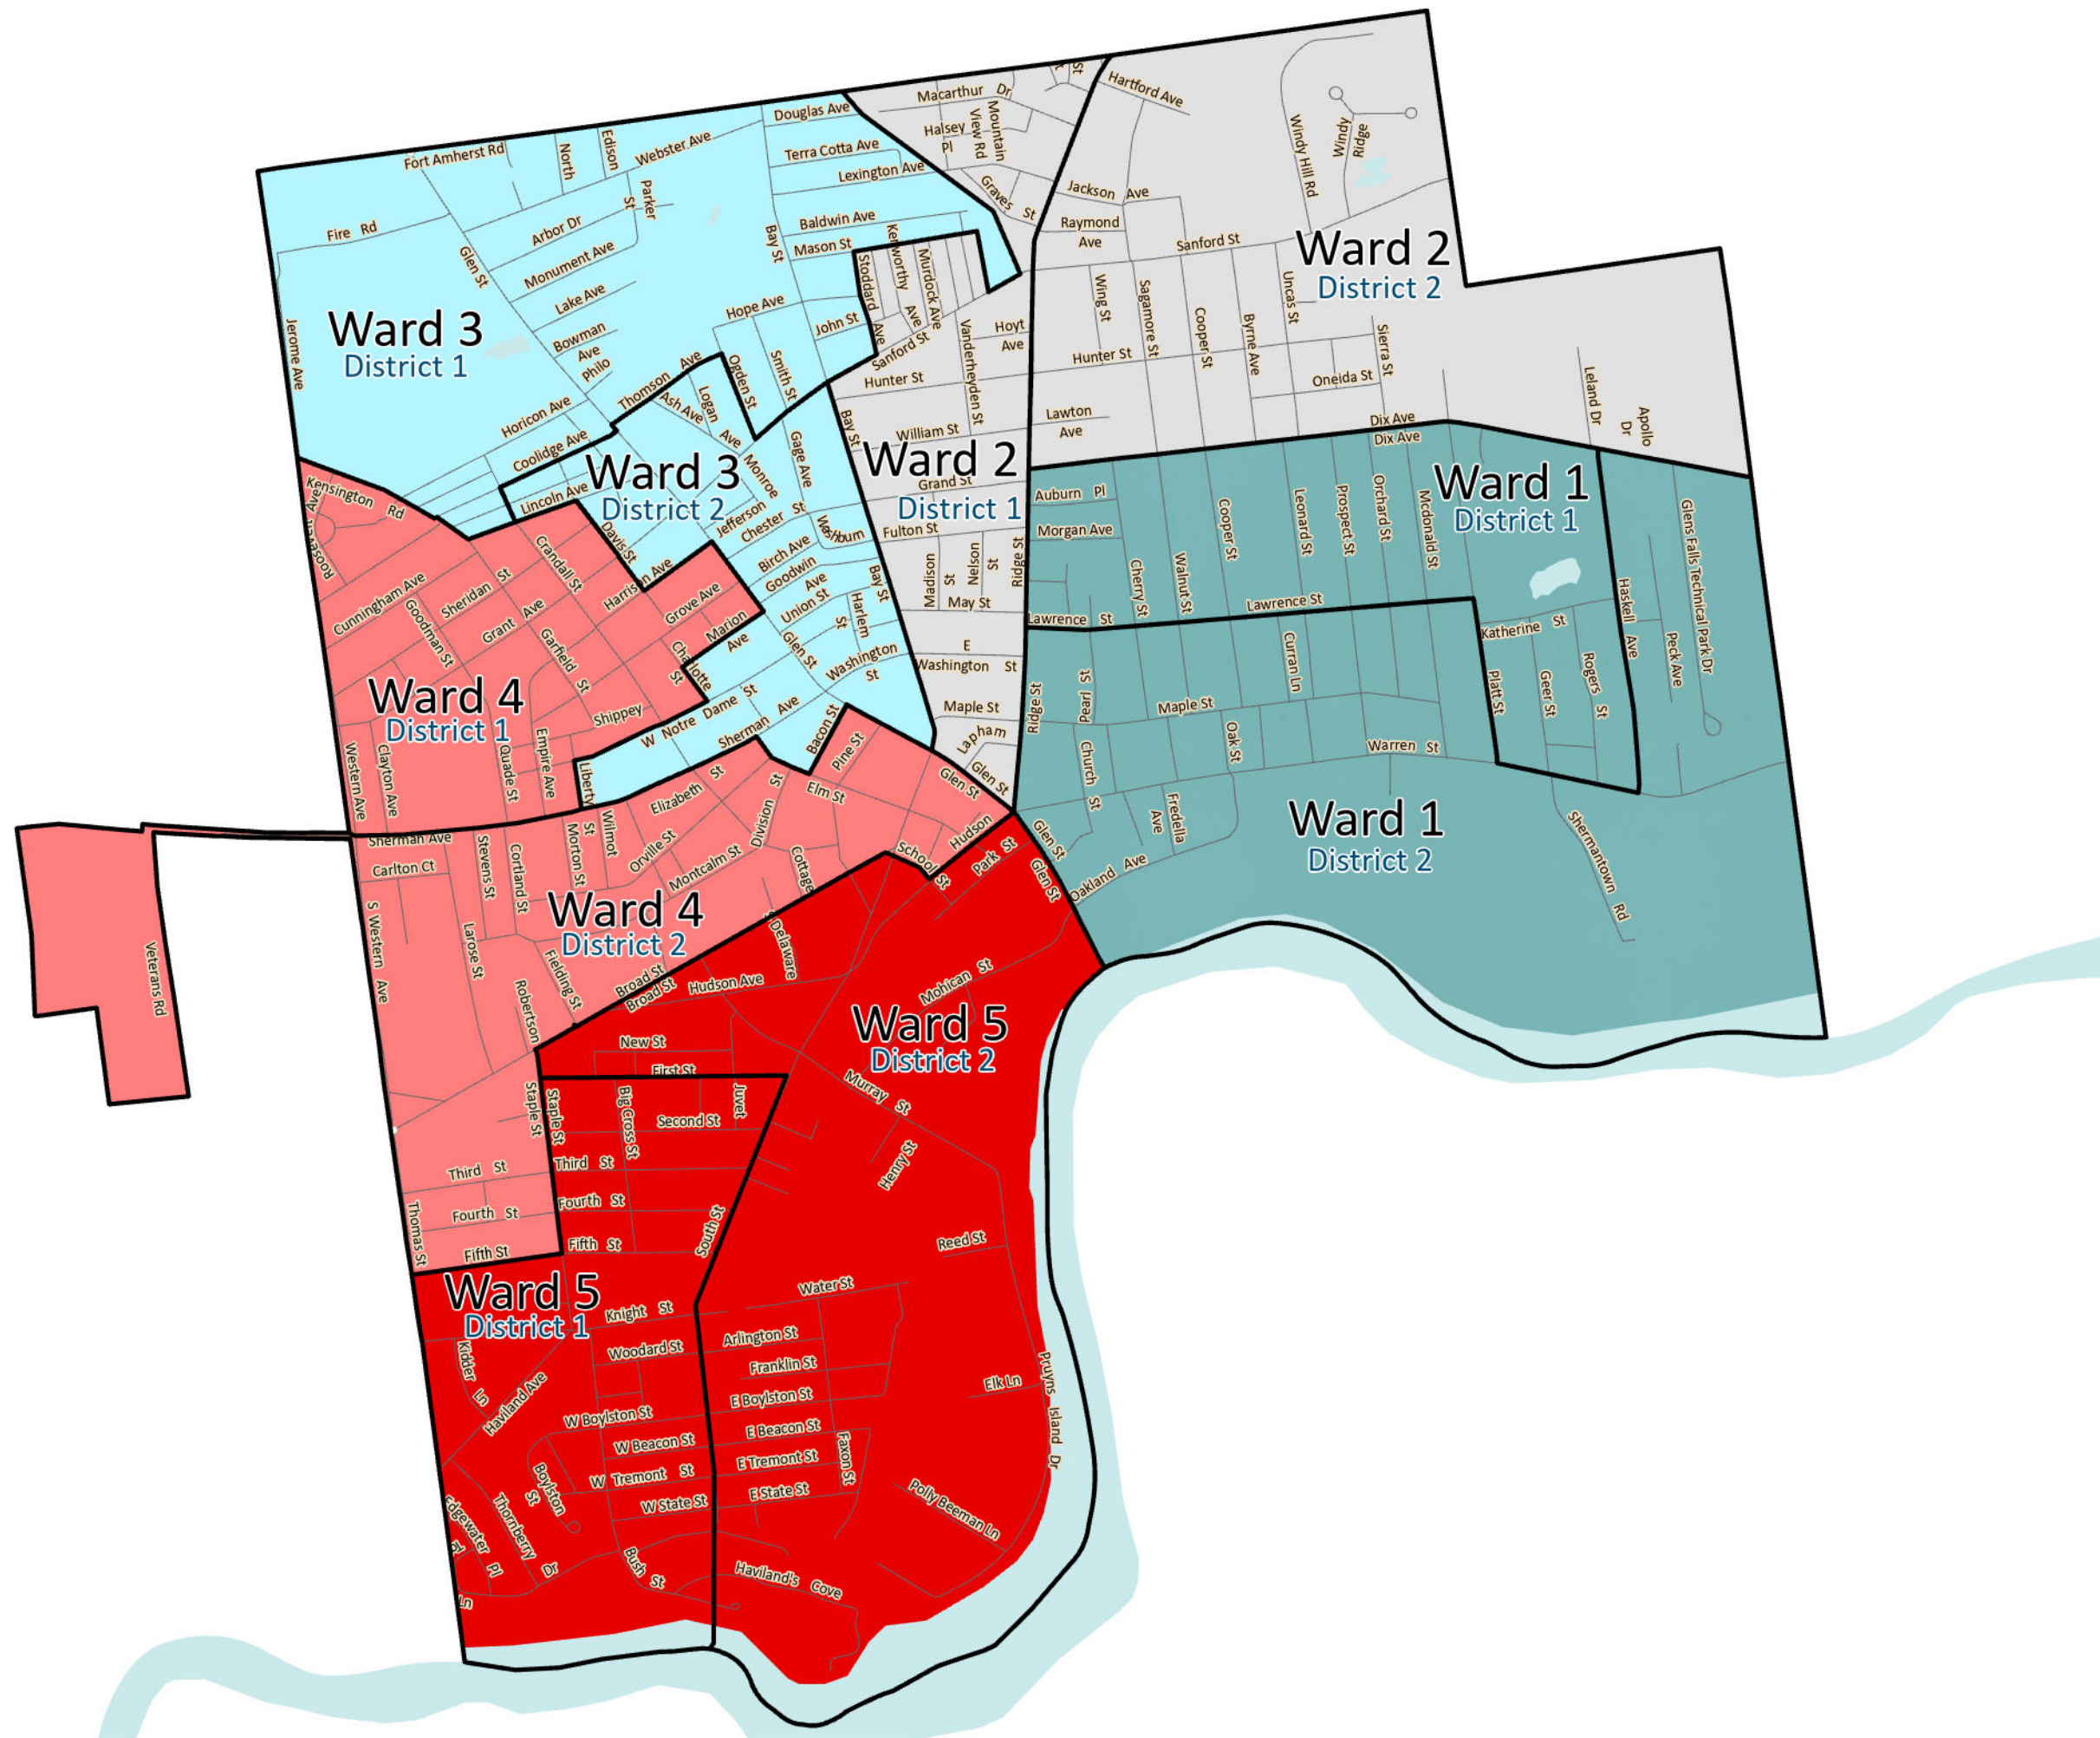 Hartford Ave
Macarthur Dr
Douglas Ave
Halsey Pl
Mountain View Rd
Fort Amherst Rd
North
Edison
Webster Ave
Terra Cotta Ave
Lexington Ave
Windy Hill Rd
Windy Ridge
Parker St
Graves St
Jackson Ave
Fire Rd
Arbor Dr
Baldwin Ave
Raymond Ave
Bay St
Mason St
Kenworthy Ave
Murdock Ave
Stoddard Ave
Sanford St
Ward 2
District 2
Glen St
Monument Ave
Lake Ave
Hope Ave
John St
Wing St
Sagamore St
Cooper St
Byrne Ave
Uncas St
Sierra St
Ward 3
District 1
Jerome Ave
Bowman Ave
Philo
Thomson Ave
Ogden St
Smith St
Sanford St
Vanderheyden St
Hoyt Ave
Hunter St
Hunter St
Oneida St
Leland Dr
Apollo Dr
Horicon Ave
Ash Ave
Logan Ave
Coolidge Ave
Bay St
William St
Lawton Ave
Dix Ave
Dix Ave
Ward 3
District 2
Monroe
Gage Ave
Ward 2
District 1
Grand St
Ward 1
District 1
Kensington Rd
Roosevelt Ave
Lincoln Ave
Jefferson
Chester St
Washburn
Fulton St
Auburn Pl
Morgan Ave
Cooper St
Leonard St
Prospect St
Orchard St
Mcdonald St
Glens Falls Technical Park Dr
Crandall St
Davis St
Harrison Ave
Birch Ave
Goodwin Ave
Union St
Bay St
Madison St
Nelson St
Ridge St
Cherry St
Walnut St
Cunningham Ave
Goodman St
Sheridan St
Grant Ave
Garfield St
Grove Ave
Marion Ave
Charlotte St
Harlem St
Glen St
Washington St
May St
Lawrence St
Lawrence St
Katherine St
Haskell Ave
Peck Ave
E Washington St
Curran Ln
Platt St
Geer St
Rogers St
Ward 4
District 1
Shippey
W Notre Dame St
Sherman Ave
Bacon St
Pine St
Maple St
Lapham
Ridge St
Pearl St
Maple St
Oak St
Warren St
Western Ave
Clayton Ave
Quade St
Empire Ave
Liberty
Elizabeth St
Division St
Elm St
Glen St
Glen St
Church St
Fredella Ave
Ward 1
District 2
Shermantown Rd
Sherman Ave
Carlton Ct
Stevens St
Cortland St
Morton St
Wilmot
Orville St
Montcalm St
Cottage
School St
Hudson
Park St
Glen St
Glen St
Oakland Ave
Veterans Rd
S Western Ave
Larose St
Ward 4
District 2
Fielding St
Robertson
Broad St
Broad St
Delaware
Hudson Ave
Mohican St
Ward 5
District 2
New St
First St
Staple St
Staple St
Big Cross St
Second St
Juvet
Murray St
Henry St
Third St
Third St
Fourth St
Fourth St
Thomas St
Fifth St
Fifth St
South St
Reed St
Ward 5
District 1
Knight St
Water St
Kidder Ln
Haviland Ave
Woodard St
Arlington St
Franklin St
Elk Ln
Pruyns Island Dr
W Boylston St
E Boylston St
W Beacon St
E Beacon St
Boylston St
W Tremont St
E Tremont St
Faxon St
Edgewater Pl
Thornberry Dr
W State St
E State St
Polly Beeman Ln
Bush St
Haviland's Cove
Ln